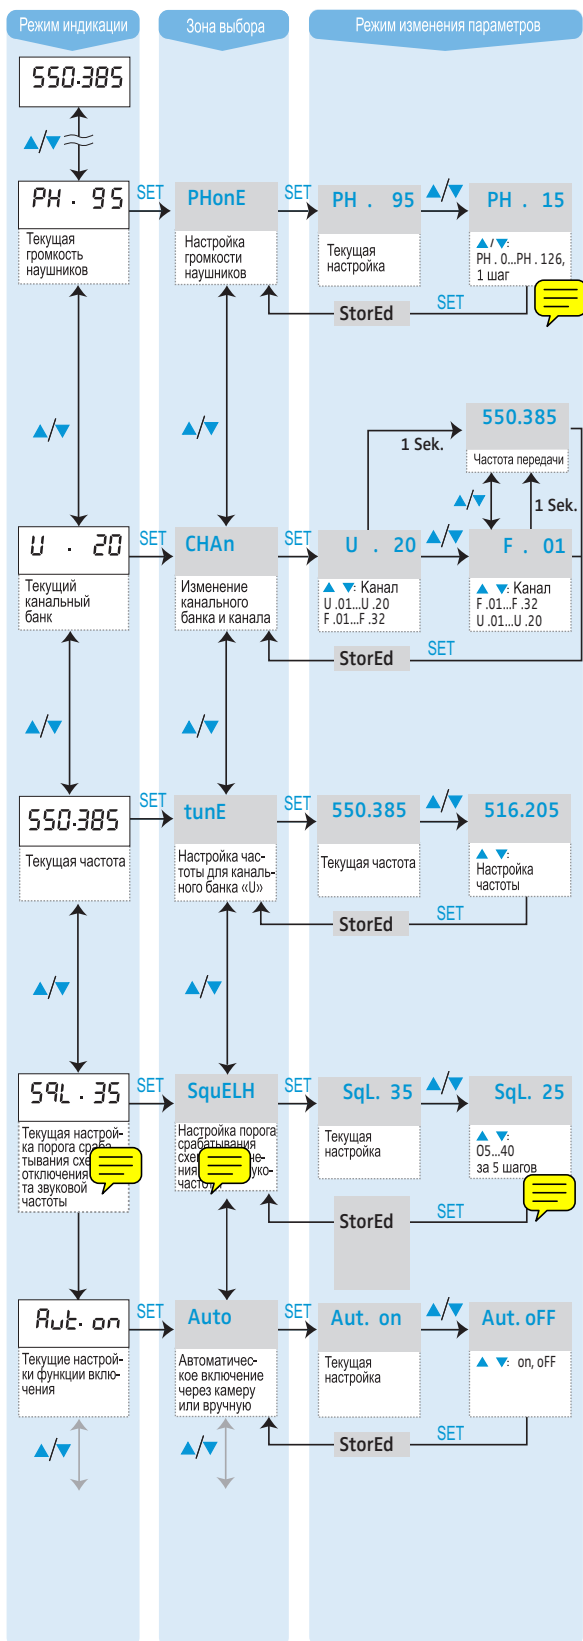 Режим индикации
Зона выбора
Режим изменения параметров
550.385
▲/▼
PH . 95
SET
PHonE
SET
PH . 95
▲/▼
PH . 15
Текущая
громкость
наушников
Настройка
громкости
наушников
Текущая
настройка
▲/▼:
PH . 0...PH . 126,
1 шаг
StorEd
SET
▲/▼
▲/▼
550.385
Частота передачи
1 Sek.
▲/▼
1 Sek.
U . 20
SET
CHAn
SET
U . 20
▲/▼
F . 01
Текущий
канальный
банк
Изменение
канального
банка и канала
▲ ▼: Канал
U .01...U .20
F .01...F .32
▲ ▼: Канал
F .01...F .32
U .01...U .20
StorEd
SET
▲/▼
▲/▼
550.385
SET
tunE
SET
550.385
▲/▼
516.205
Текущая частота
Настройка час-
тоты для каналь-
ного банка «U»
Текущая частота
▲ ▼:
Настройка
частоты
StorEd
SET
▲/▼
▲/▼
SqL . 35
SET
SquELH
SET
SqL. 35
▲/▼
SqL. 25
Текущая настрой-
ка порога сраба-
тывания
отключения
та звуковой
частоты
Настройка порога
срабатывания
Текущая
настройка
▲ ▼:
05...40
за 5 шагов
StorEd
SET
Aut. on
SET
Auto
SET
Aut. on
▲/▼
Aut. oFF
Текущие настрой-
ки функции вклю-
чения
Автоматичес-
кое включение
через камеру
или вручную
Текущая
настройка
▲ ▼: on, oFF
StorEd
SET
▲/▼
▲/▼